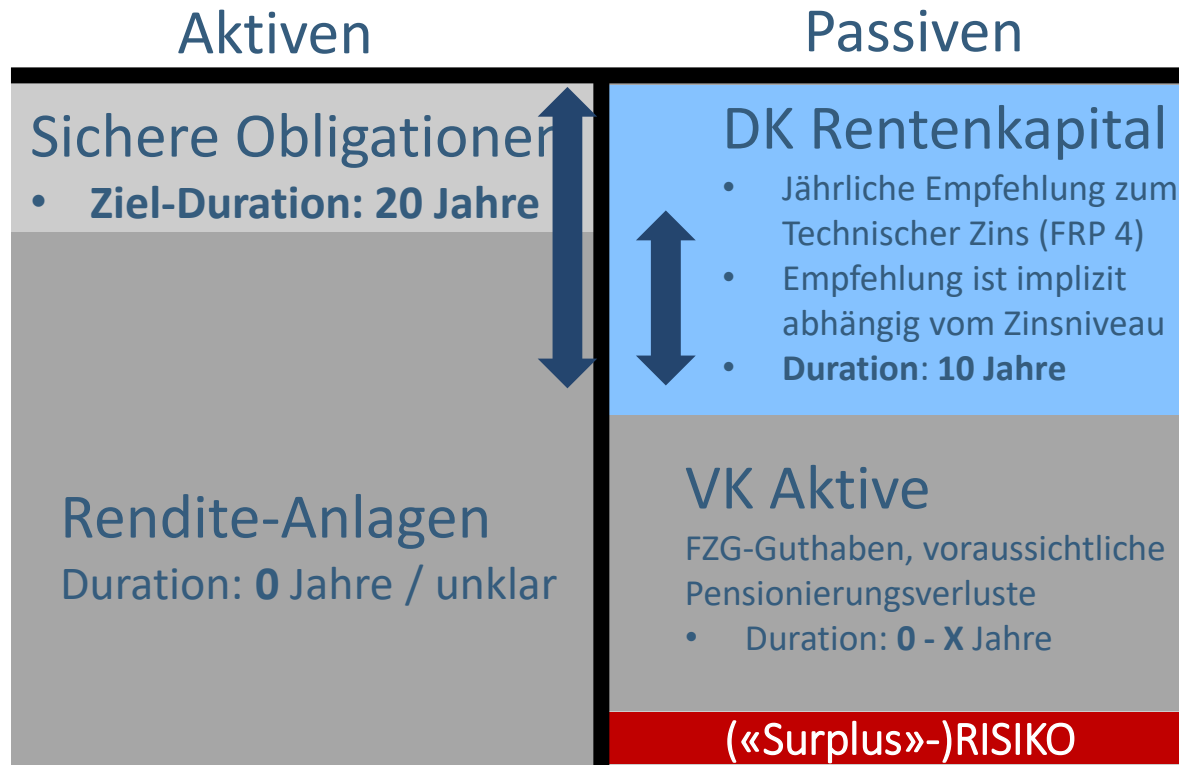 Aktiven
Passiven
Sichere Obligationen
• Ziel-Duration: 20 Jahre
Rendite-Anlagen
Duration: 0 Jahre / unklar
DK Rentenkapital
• Jährliche Empfehlung zum
Technischer Zins (FRP 4)
• Empfehlung ist implizit
abhängig vom Zinsniveau
• Duration: 10 Jahre
VK Aktive
FZG-Guthaben, voraussichtliche
Pensionierungsverluste
• Duration: 0 - X Jahre
(«Surplus»-)RISIKO